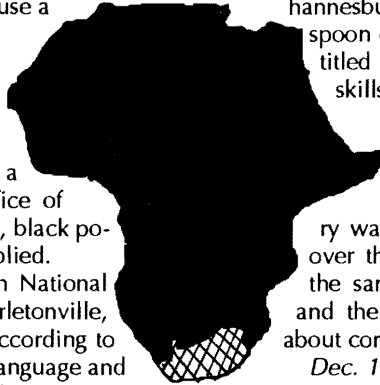 use a
a
fice of
, black po-
plied.
n National
rletonville,
ccording to
anguage and
hannesbu
spoon
titled
skills
ry wa
over th
the sar
and the
about cor
Dec. 1